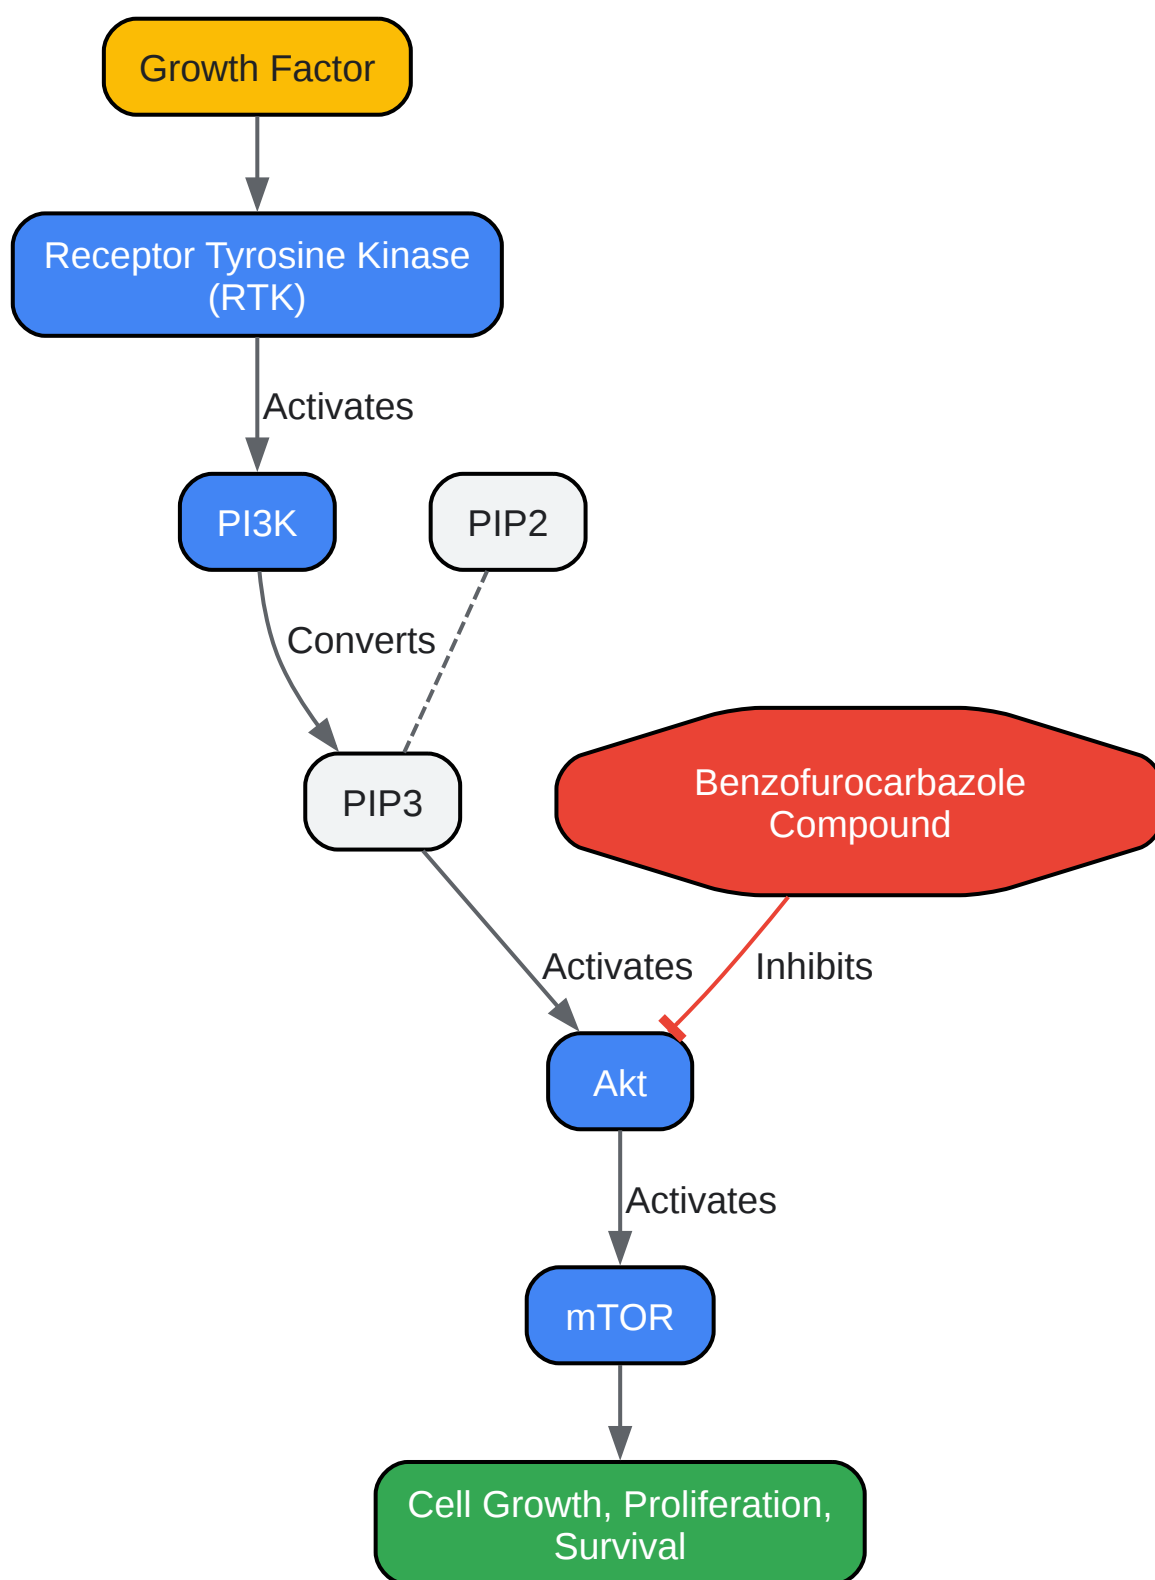 Growth Factor
Receptor Tyrosine Kinase
(RTK)
Activates
PI3K
PIP2
Converts
PIP3
Benzofurocarbazole
Compound
Activates
Inhibits
Akt
Activates
mTOR
Cell Growth, Proliferation,
Survival